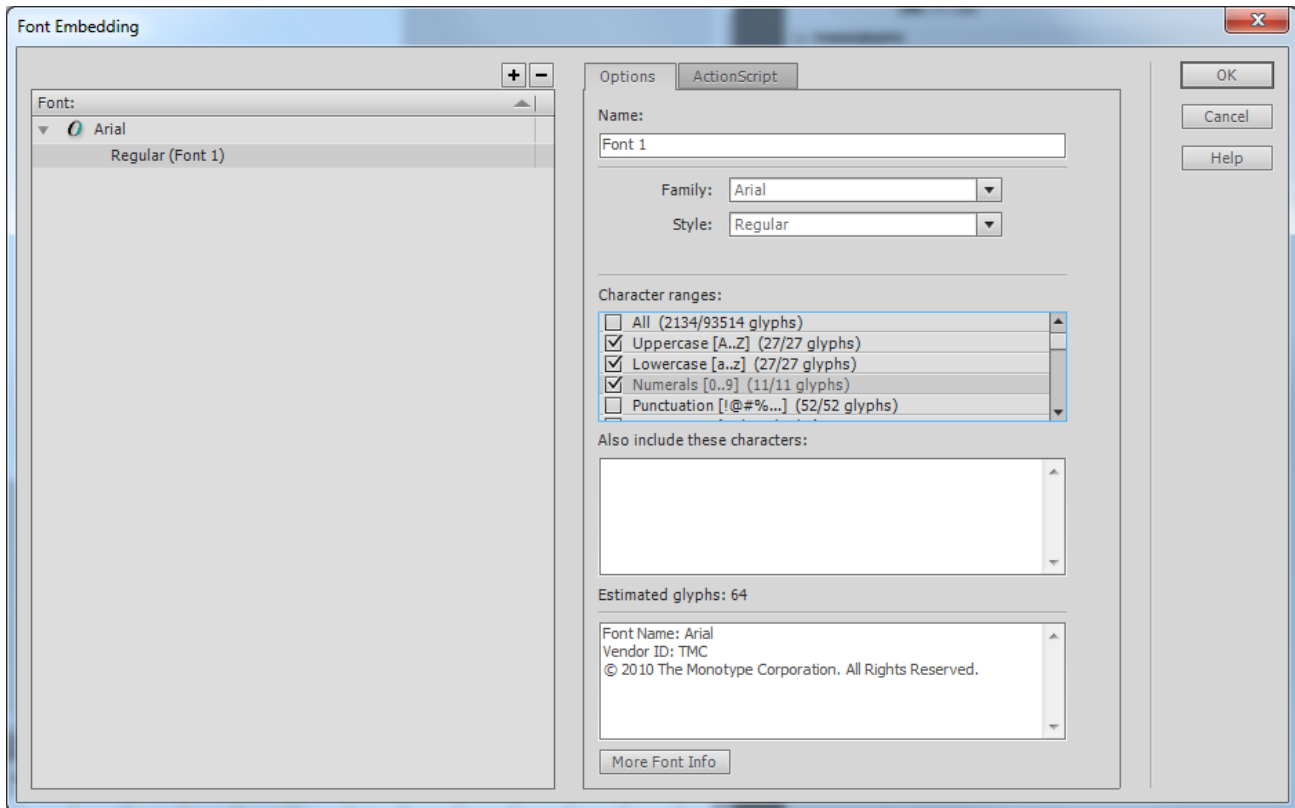 Font Embedding
Font:
Arial
Regular (Font 1)
Options
ActionScript
Name:
Font 1
Family:
Arial
Style:
Regular
Character ranges:
All (2134/93514 glyphs)
Uppercase [A..Z] (27/27 glyphs)
Lowercase [a..z] (27/27 glyphs)
Numerals [0..9] (11/11 glyphs)
Punctuation [!@#%...] (52/52 glyphs)
Also include these characters:
Estimated glyphs: 64
Font Name: Arial
Vendor ID: TMC
© 2010 The Monotype Corporation. All Rights Reserved.
More Font Info
OK
Cancel
Help